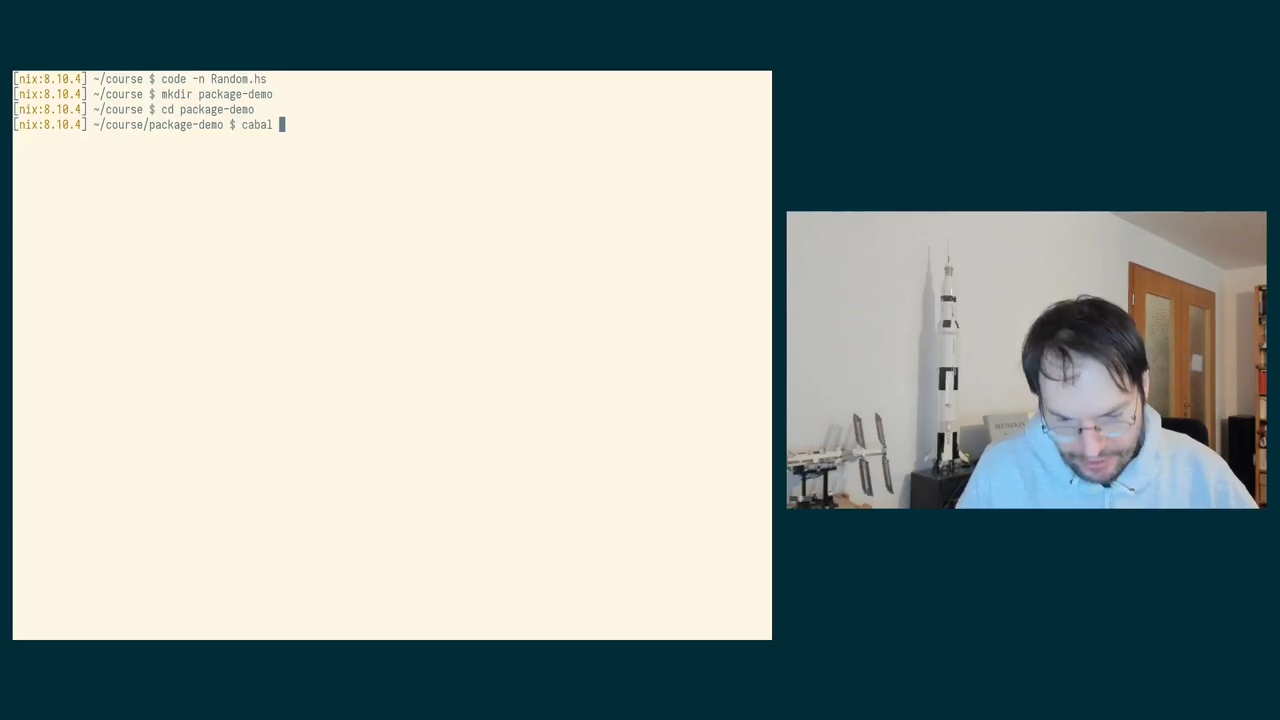 [nix:8.10.4] ~/course $ code -n Random.hs
[nix:8.10.4] ~/course $ mkdir package-demo
[nix:8.10.4] ~/course $ cd package-demo
[nix:8.10.4] ~/course/package-demo $ cabal
BEETHOVEN